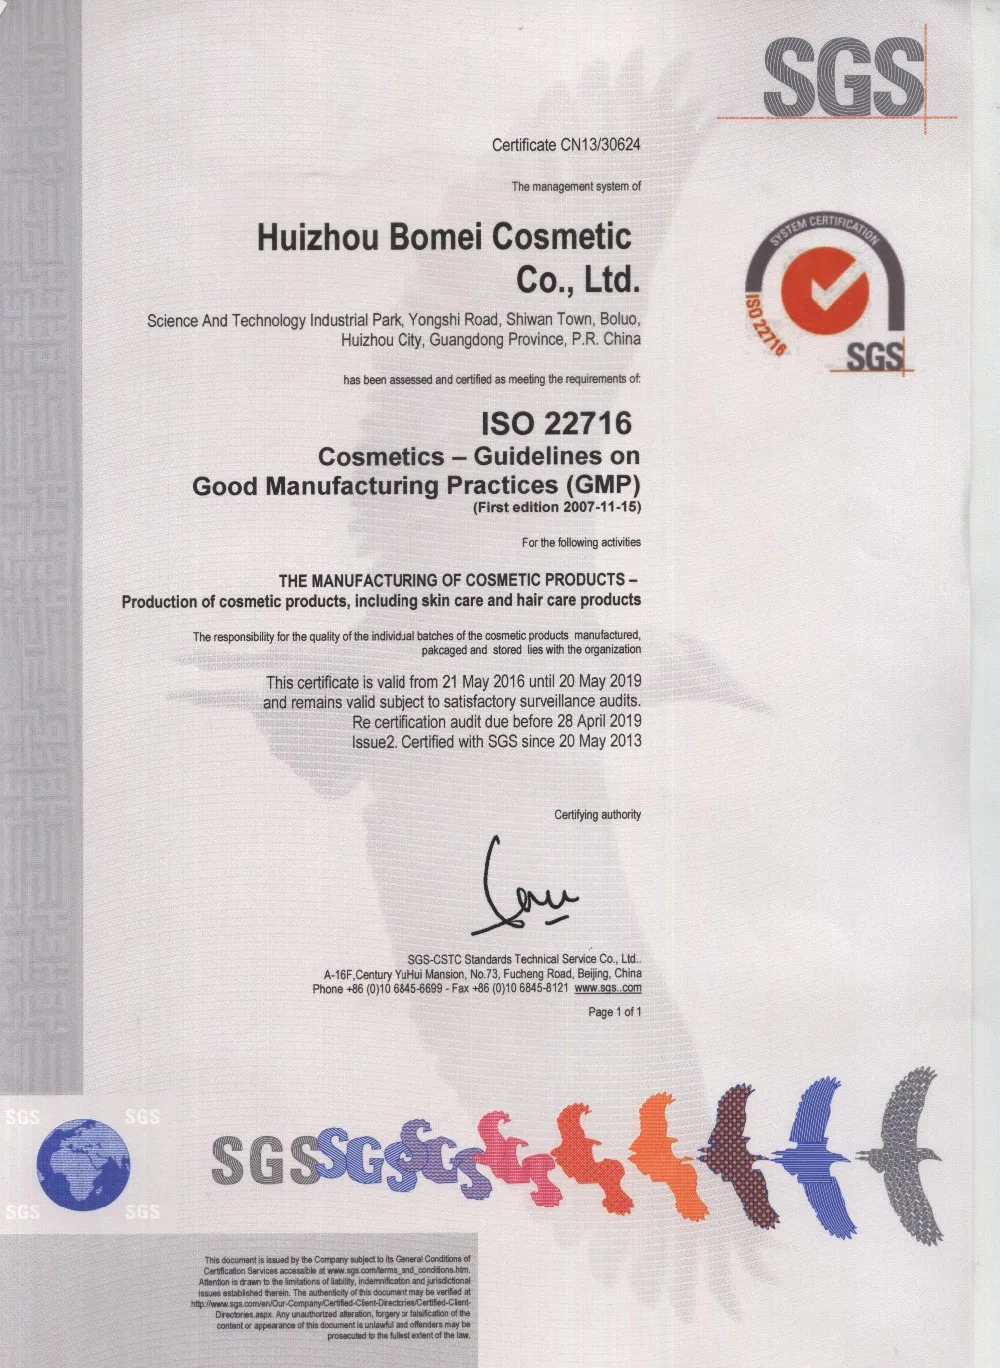 SGS
Certificate CN13/30624
The management system of
Huizhou Bomei Cosmetic
Co., Ltd.
SYSTEM CERTIFICATION
ISO 22716
SGS
Science And Technology Industrial Park, Yongshi Road, Shiwan Town, Boluo,
Huizhou City, Guangdong Province, P.R. China
has been assessed and certified as meeting the requirements of:
ISO 22716
Cosmetics – Guidelines on
Good Manufacturing Practices (GMP)
(First edition 2007-11-15)
For the following activities
THE MANUFACTURING OF COSMETIC PRODUCTS –
Production of cosmetic products, including skin care and hair care products
The responsibility for the quality of the individual batches of the cosmetic products manufactured,
pakcaged and stored lies with the organization
This certificate is valid from 21 May 2016 until 20 May 2019
and remains valid subject to satisfactory surveillance audits.
Re certification audit due before 28 April 2019
Issue2. Certified with SGS since 20 May 2013
Certifying authority
SGS-CSTC Standards Technical Service Co., Ltd..
A-16F,Century YuHui Mansion, No.73, Fucheng Road, Beijing, China
Phone +86 (0)10 6845-6699 - Fax +86 (0)10 6845-8121 www.sgs..com
Page 1 of 1
SGS SGS
SGS SGS
SGS SGS SGS
This document is issued by the Company subject to its General Conditions of
Certification Services accessible at www.sgs.com/terms_and_conditions.htm.
Attention is drawn to the limitations of liability, indemnification and jurisdictional
issues established therein. The authenticity of this document may be verified at
http://www.sgs.com/en/Our-Company/Certified-Client-Directories/Certified-Client-
Directories.aspx. Any unauthorized alteration, forgery or falsification of the
content or appearance of this document is unlawful and offenders may be
prosecuted to the fullest extent of the law.